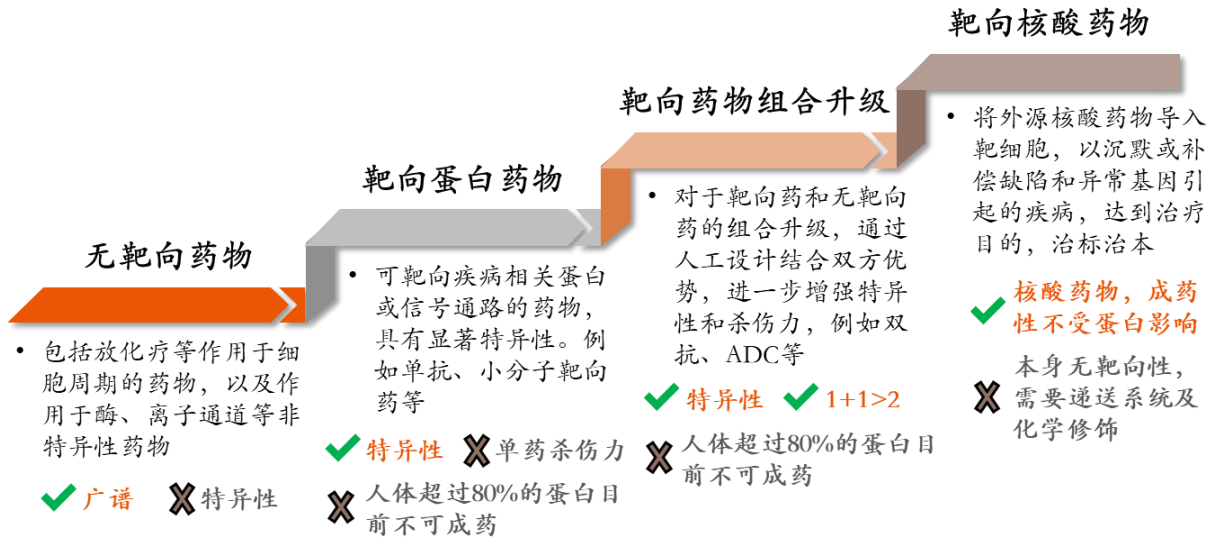 无靶向药物
• 包括放化疗等作用于细
胞周期的药物，以及作
用于酶、离子通道等非
特异性药物
广谱 特异性
靶向蛋白药物
• 可靶向疾病相关蛋白
或信号通路的药物，
具有显著特异性。例
如单抗、小分子靶向
药等
特异性 单药杀伤力
人体超过80%的蛋白目
前不可成药
靶向药物组合升级
• 对于靶向药和无靶向
药的组合升级，通过
人工设计结合双方优
势，进一步增强特异
性和杀伤力，例如双
抗、ADC等
特异性 1+1>2
人体超过80%的蛋白目
前不可成药
靶向核酸药物
• 将外源核酸药物导入
靶细胞，以沉默或补
偿缺陷和异常基因引
起的疾病，达到治疗
目的，治标治本
核酸药物，成药
性不受蛋白影响
本身无靶向性，
需要递送系统及
化学修饰